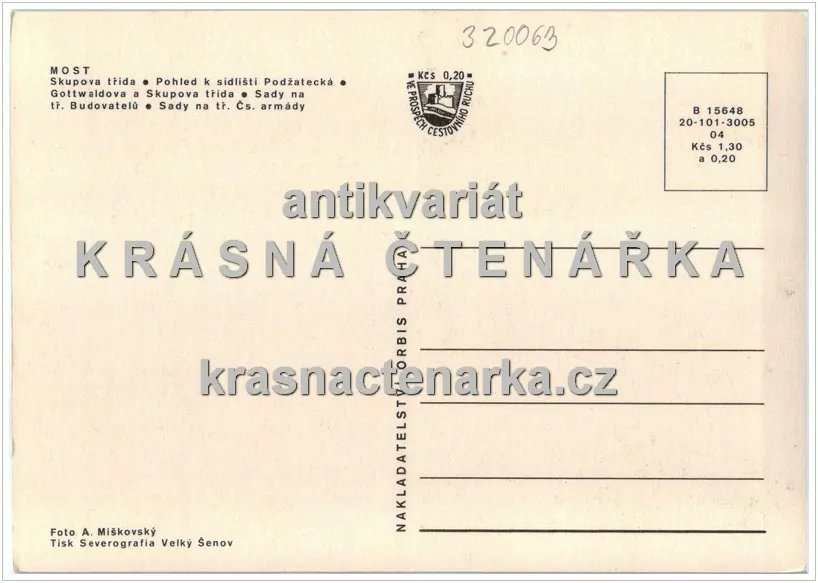 320063
MOST
Skupova třída ● Pohled k sídlišti Podžatecká ●
Gottwaldova a Skupova třída ● Sady na
tř. Budovatelů ● Sady na tř. Čs. armády
Kčs 0,20
VE PROSPĚCH CESTOVNÍHO RUCHU
B 15648
20-101-3005
04
Kčs 1,30
a 0,20
antikvariát
KRÁSNÁ ČTENÁŘKA
krasnactenarka.cz
NAKLADATELSTVÍ ORBIS PRAHA
Foto A. Miškovský
Tisk Severografia Velký Šenov